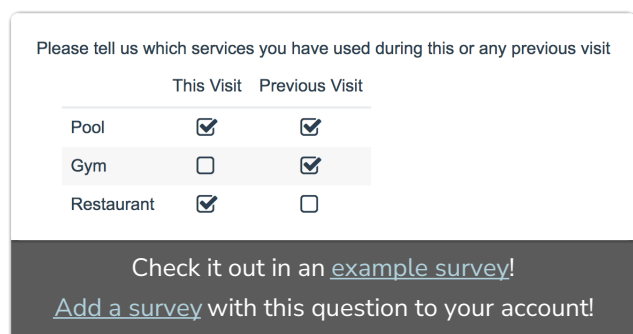 Please tell us which services you have used during this or any previous visit
This Visit Previous Visit
Pool
Gym
Restaurant
Check it out in an example survey!
Add a survey with this question to your account!